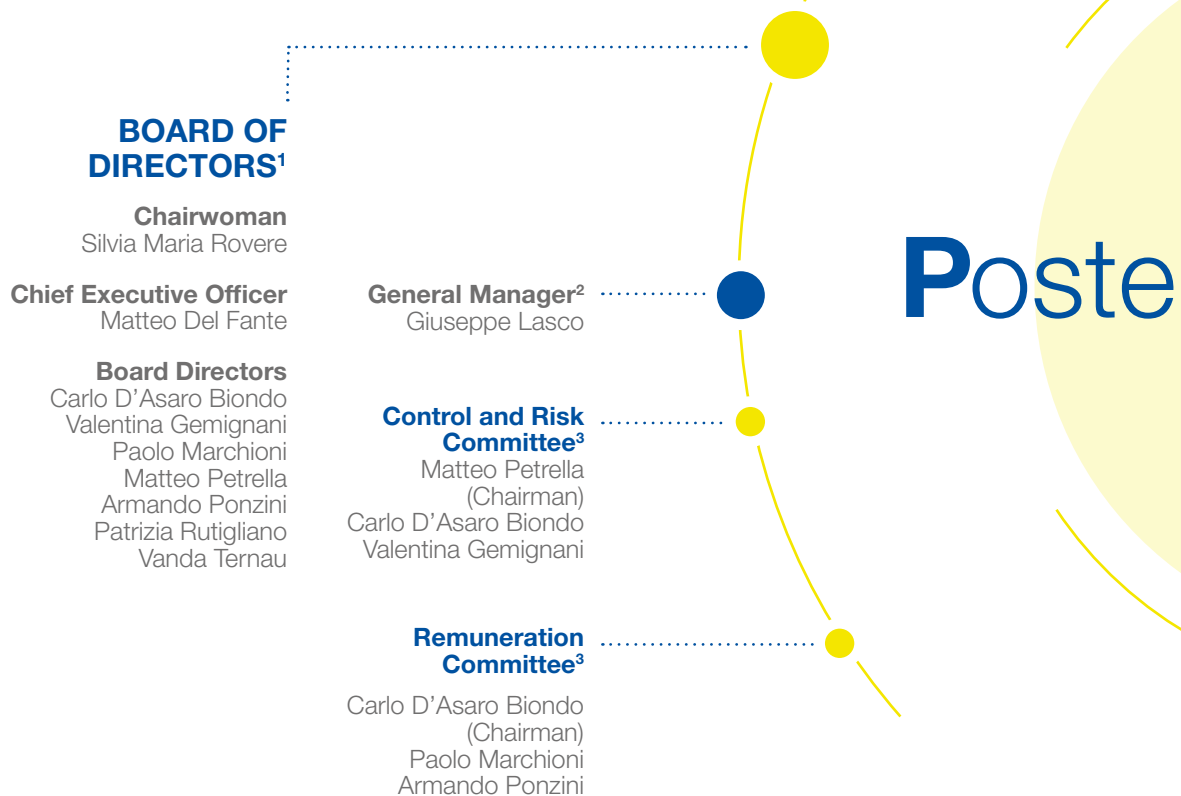 BOARD OF
DIRECTORS¹
Chairwoman
Silvia Maria Rovere
Chief Executive Officer
Matteo Del Fante
Board Directors
Carlo D’Asaro Biondo
Valentina Gemignani
Paolo Marchioni
Matteo Petrella
Armando Ponzini
Patrizia Rutigliano
Vanda Ternau
General Manager²
Giuseppe Lasco
Control and Risk
Committee³
Matteo Petrella
(Chairman)
Carlo D’Asaro Biondo
Valentina Gemignani
Remuneration
Committee³
Carlo D’Asaro Biondo
(Chairman)
Paolo Marchioni
Armando Ponzini
Poste